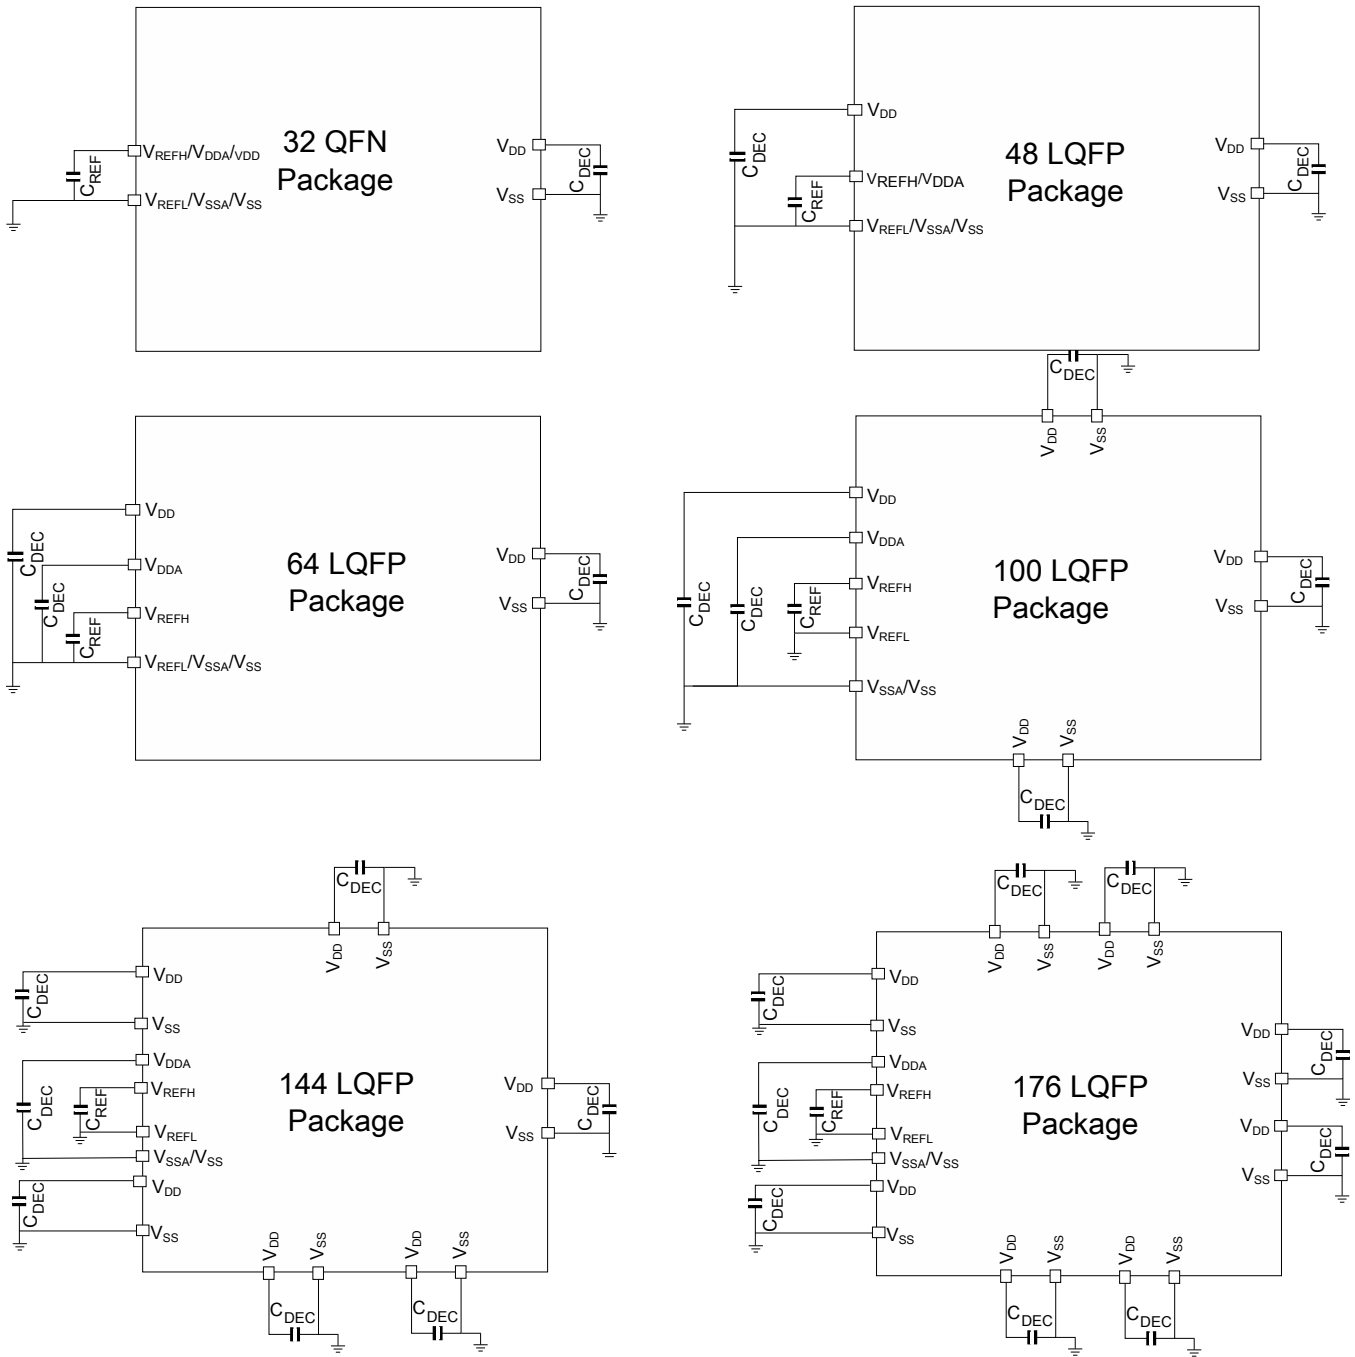 VREFH/VDDA/VDD
CREF
VREFL/VSSA/VSS
32 QFN
Package
VDD
CDEC
VSS
VDD
CDEC
VREFH/VDDA
CREF
VREFL/VSSA/VSS
48 LQFP
Package
VDD
CDEC
VSS
VDD
CDEC
VDDA
CDEC
VREFH
CREF
VREFL/VSSA/VSS
64 LQFP
Package
VDD
CDEC
VSS
CDEC
VDD
VSS
VDD
CDEC
VDDA
CDEC
VREFH
CREF
VREFL
VSSA/VSS
100 LQFP
Package
VDD
CDEC
VSS
VDD
VSS
CDEC
CDEC
VDD
VSS
VDD
CDEC
VSS
VDDA
CDEC
VREFH
CREF
VREFL
VSSA/VSS
VDD
CDEC
VSS
144 LQFP
Package
VDD
CDEC
VSS
VDD
VSS
VDD
VSS
CDEC
CDEC
CDEC
CDEC
VDD
VSS
VDD
VSS
VDD
CDEC
VSS
VDDA
CDEC
VREFH
CREF
VREFL
VSSA/VSS
VDD
CDEC
VSS
176 LQFP
Package
VDD
CDEC
VSS
VDD
CDEC
VSS
VDD
VSS
VDD
VSS
CDEC
CDEC